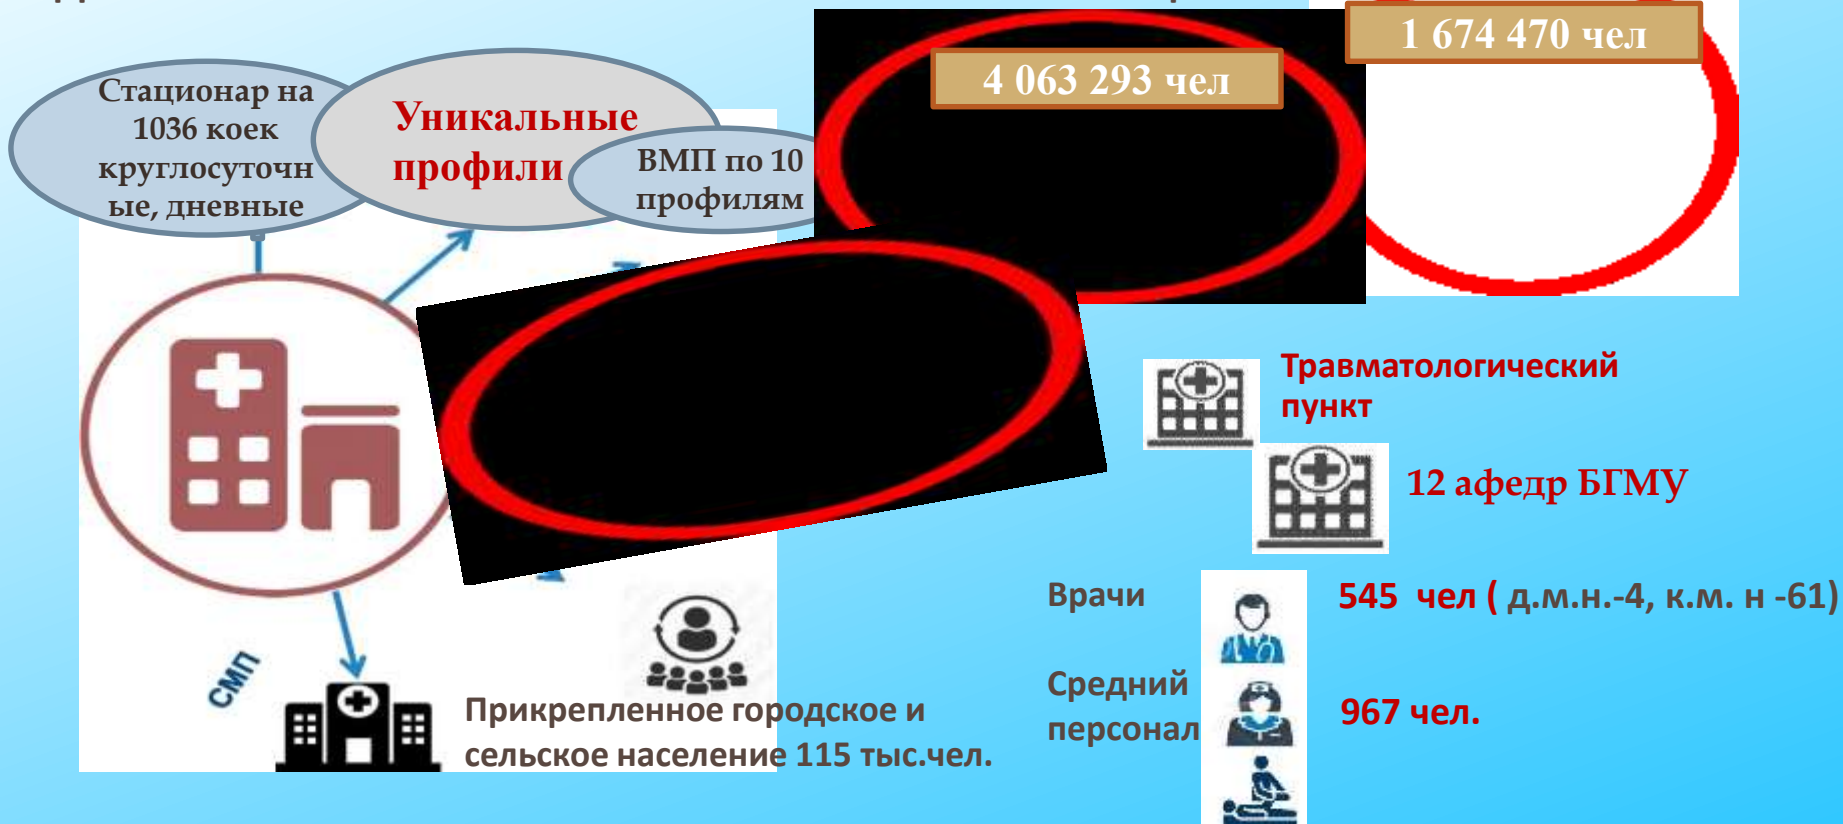 1 674 470 чел
4 063 293 чел
Стационар на
1036 коек
круглосуточн
ые, дневные
Уникальные
профили
ВМП по 10
профилям
Травматологический
пункт
12 афедр БГМУ
Врачи
545 чел ( д.м.н.-4, к.м. н -61)
СМП
Средний
персонал
967 чел.
Прикрепленное городское и
сельское население 115 тыс.чел.